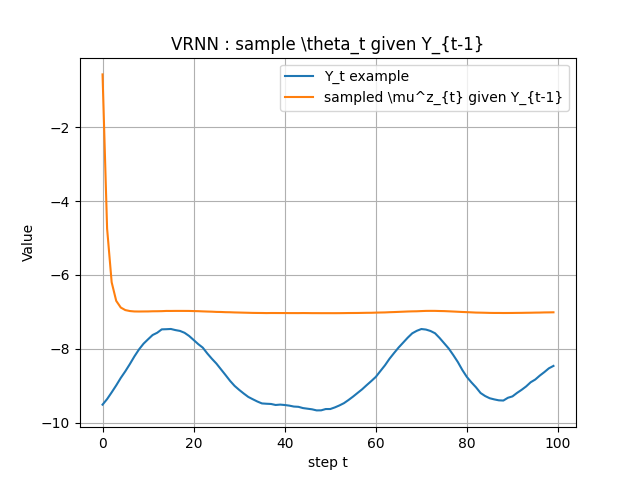 VRNN : sample \theta_t given Y_{t-1}
Y_t example
sampled \mu^z_{t} given Y_{t-1}
Value
−2
−4
−6
−8
−10
0 20 40 60 80 100
step t